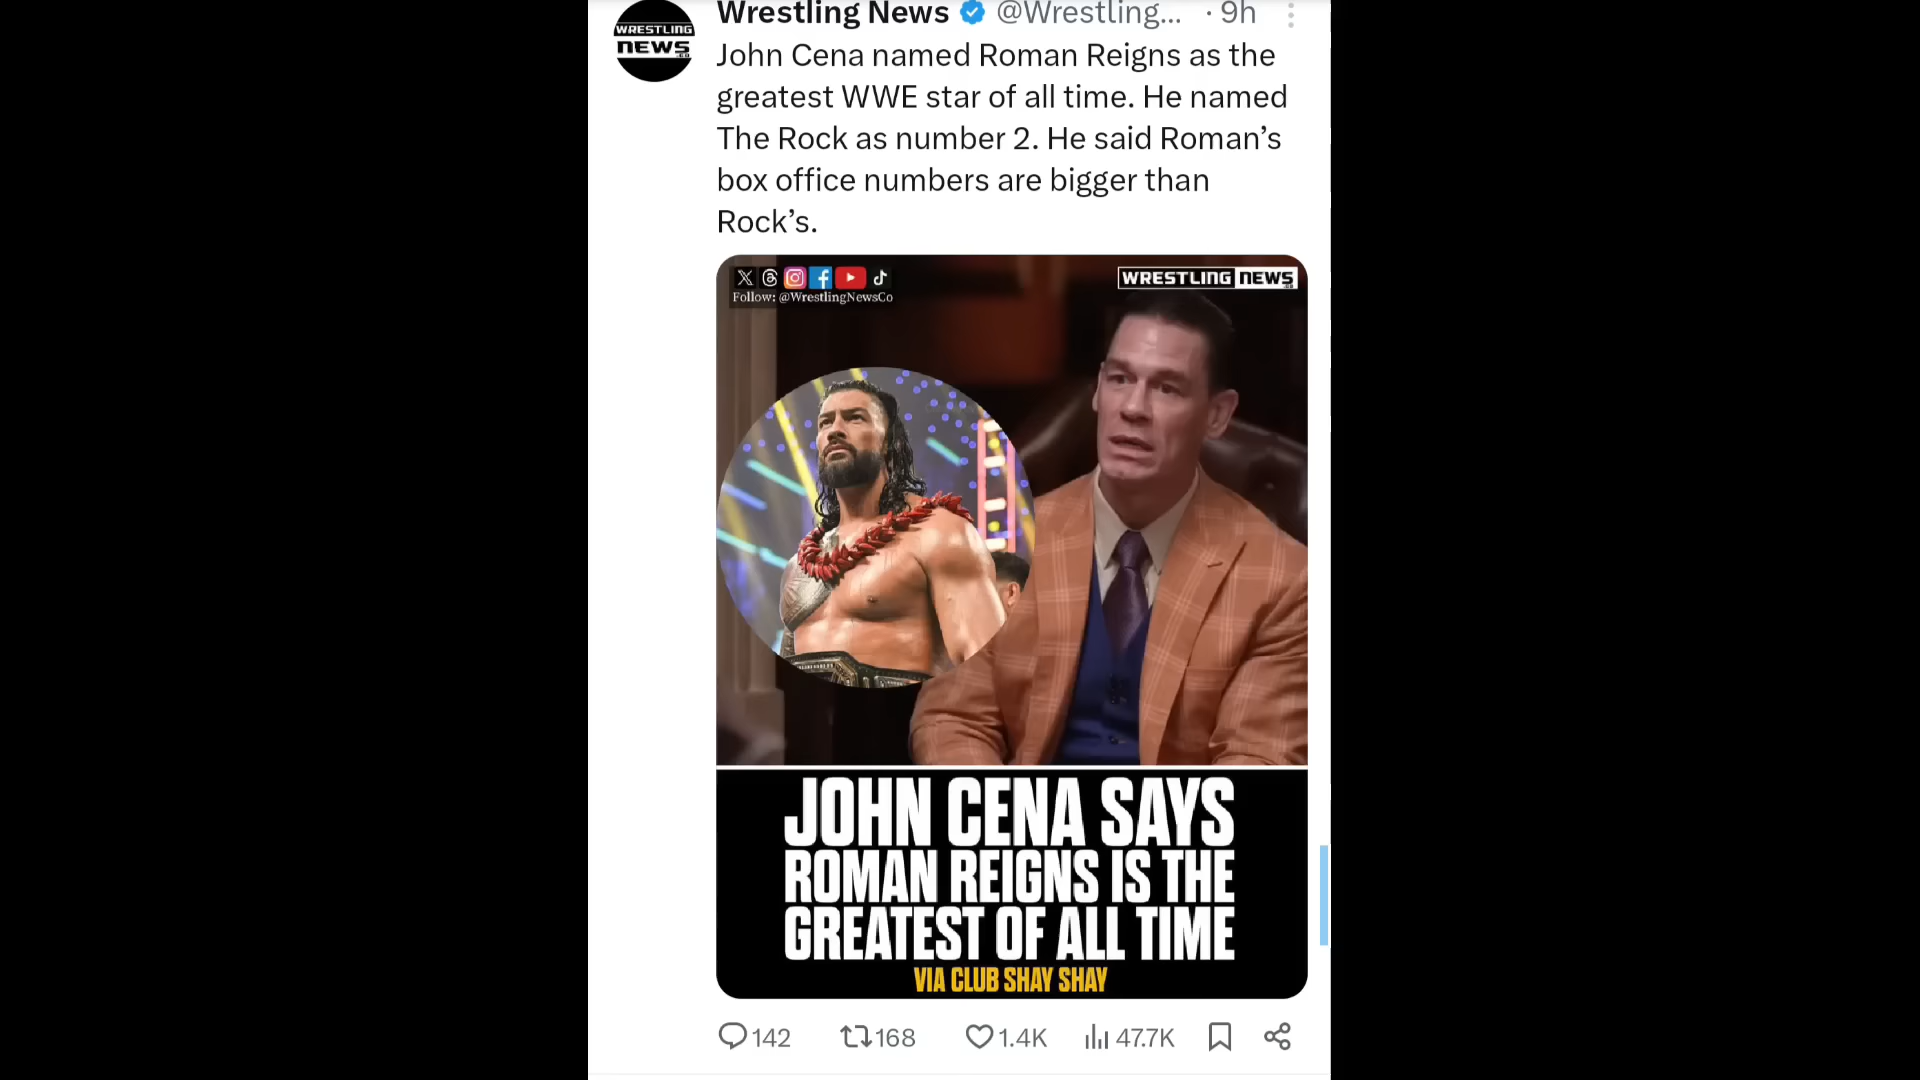 WRESTLING
NEWS
Wrestling News @Wrestling... · 9h
John Cena named Roman Reigns as the
greatest WWE star of all time. He named
The Rock as number 2. He said Roman’s
box office numbers are bigger than
Rock’s.
Follow: @WrestlingNewsCo
WRESTLING NEWS
JOHN CENA SAYS
ROMAN REIGNS IS THE
GREATEST OF ALL TIME
VIA CLUB SHAY SHAY
142 168 1.4K 47.7K